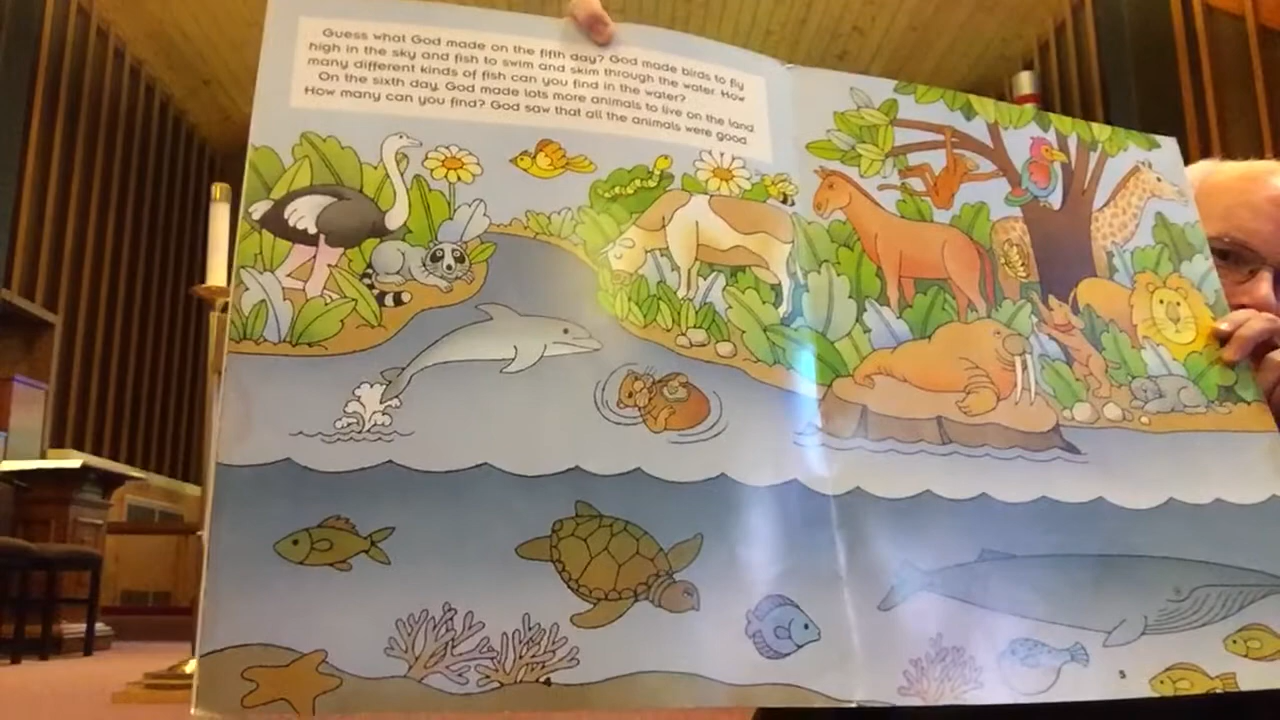 Guess what God made on the fifth day? God made birds to fly
high in the sky and fish to swim and skim through the water. How
many different kinds of fish can you find in the water?
On the sixth day, God made lots more animals to live on the land.
How many can you find? God saw that all the animals were good.
5